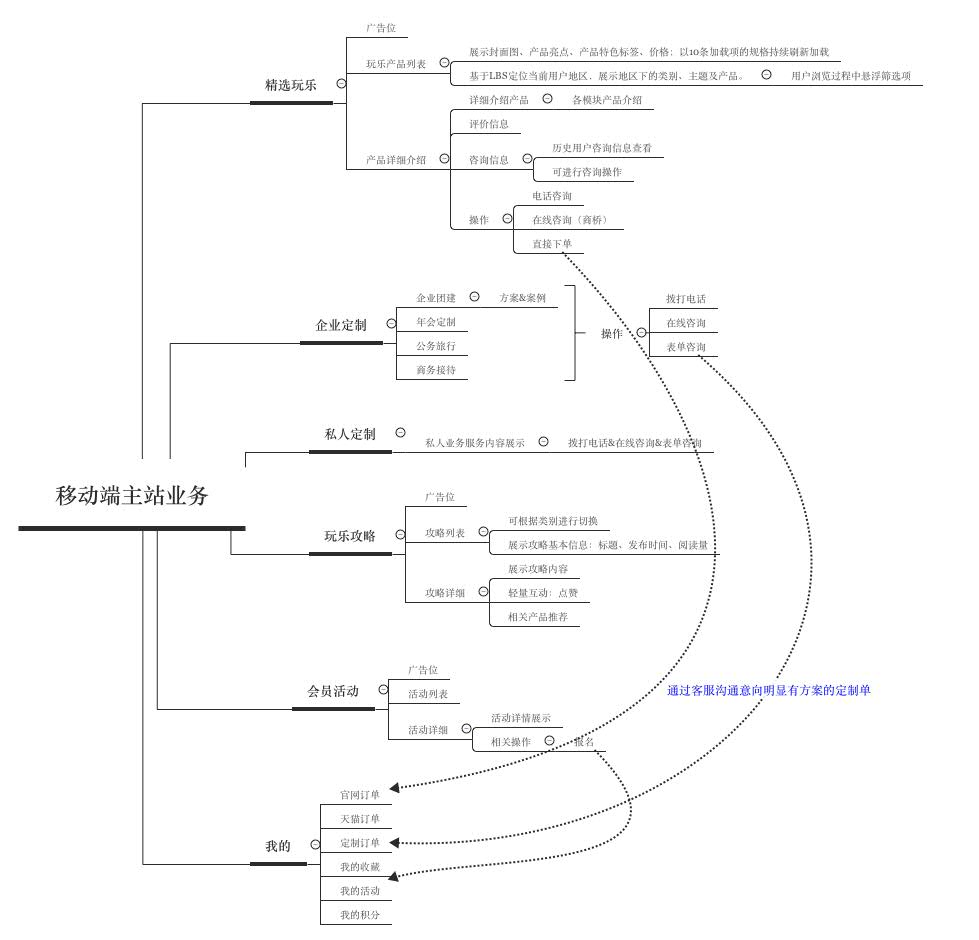 移动端主站业务
精选玩乐
广告位
玩乐产品列表
展示封面图、产品亮点、产品特色标签、价格；以10条加载项的规格持续刷新加载
基于LBS定位当前用户地区，展示地区下的类别、主题及产品。
用户浏览过程中悬浮筛选项
产品详细介绍
详细介绍产品
各模块产品介绍
评价信息
咨询信息
历史用户咨询信息查看
可进行咨询操作
操作
电话咨询
在线咨询（商桥）
直接下单
企业定制
企业团建
方案&案例
年会定制
公务旅行
商务接待
操作
拨打电话
在线咨询
表单咨询
私人定制
私人业务服务内容展示
拨打电话&在线咨询&表单咨询
玩乐攻略
广告位
攻略列表
可根据类别进行切换
展示攻略基本信息：标题、发布时间、阅读量
攻略详细
展示攻略内容
轻量互动：点赞
相关产品推荐
会员活动
广告位
活动列表
活动详细
活动详情展示
相关操作
报名
通过客服沟通意向明显有方案的定制单
我的
官网订单
天猫订单
定制订单
我的收藏
我的活动
我的积分